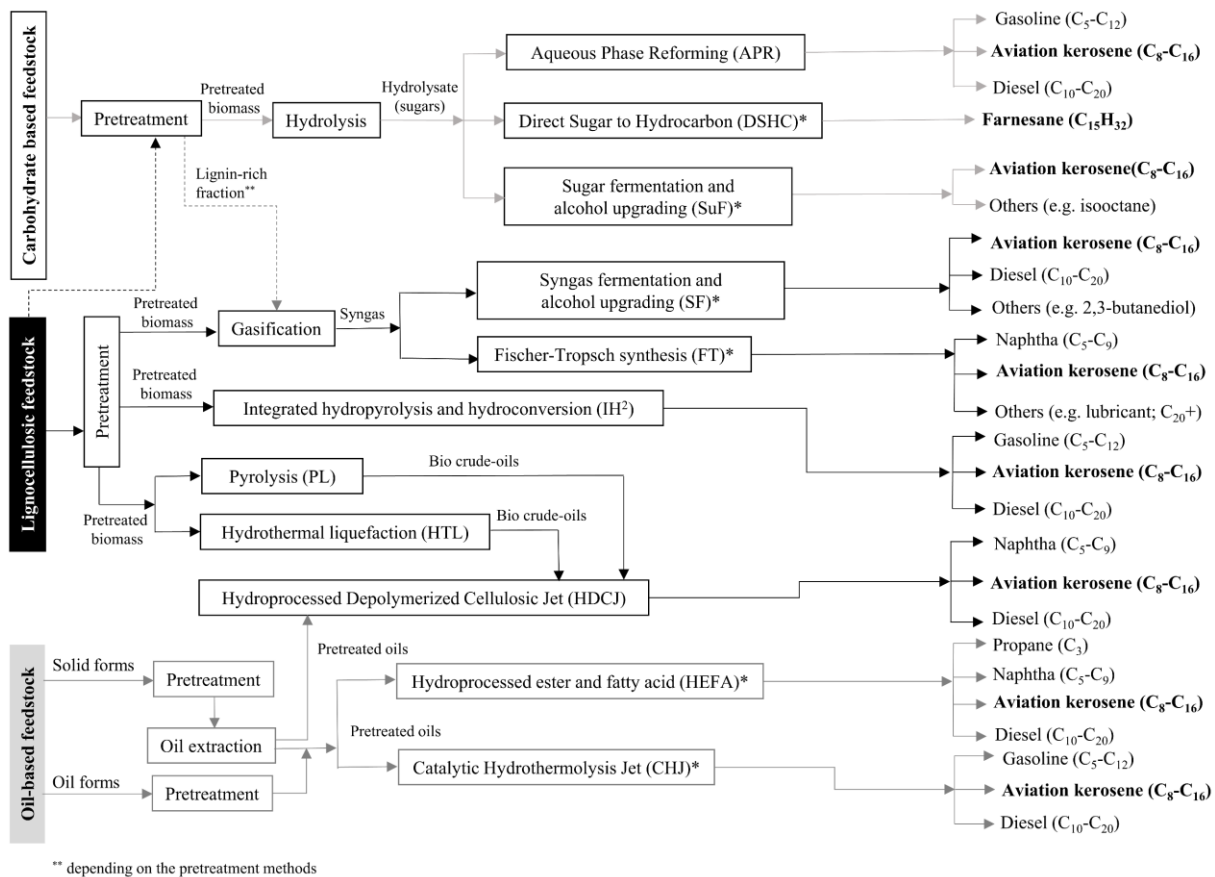 Carbohydrate based feedstock
Pretreatment
Pretreated
biomass
Hydrolysis
Hydrolysate
(sugars)
Lignin-rich
fraction**
Aqueous Phase Reforming (APR)
Gasoline (C₅-C₁₂)
Aviation kerosene (C₈-C₁₆)
Diesel (C₁₀-C₂₀)
Direct Sugar to Hydrocarbon (DSHC)*
Farnesane (C₁₅H₃₂)
Sugar fermentation and
alcohol upgrading (SuF)*
Aviation kerosene(C₈-C₁₆)
Others (e.g. isooctane)
Lignocellulosic feedstock
Pretreatment
Pretreated
biomass
Gasification
Syngas
Syngas fermentation and
alcohol upgrading (SF)*
Aviation kerosene (C₈-C₁₆)
Diesel (C₁₀-C₂₀)
Others (e.g. 2,3-butanediol)
Fischer-Tropsch synthesis (FT)*
Naphtha (C₅-C₉)
Aviation kerosene (C₈-C₁₆)
Others (e.g. lubricant; C₂₀+)
Pretreated
biomass
Integrated hydropyrolysis and hydroconversion (IH²)
Gasoline (C₅-C₁₂)
Aviation kerosene (C₈-C₁₆)
Diesel (C₁₀-C₂₀)
Pretreated
biomass
Pyrolysis (PL)
Bio crude-oils
Hydrothermal liquefaction (HTL)
Bio crude-oils
Hydroprocessed Depolymerized Cellulosic Jet (HDCJ)
Naphtha (C₅-C₉)
Aviation kerosene (C₈-C₁₆)
Diesel (C₁₀-C₂₀)
Oil-based feedstock
Solid forms
Pretreatment
Oil extraction
Oil forms
Pretreatment
Pretreated oils
Pretreated oils
Hydroprocessed ester and fatty acid (HEFA)*
Propane (C₃)
Naphtha (C₅-C₉)
Aviation kerosene (C₈-C₁₆)
Diesel (C₁₀-C₂₀)
Catalytic Hydrothermolysis Jet (CHJ)*
Gasoline (C₅-C₁₂)
Aviation kerosene (C₈-C₁₆)
Diesel (C₁₀-C₂₀)
** depending on the pretreatment methods